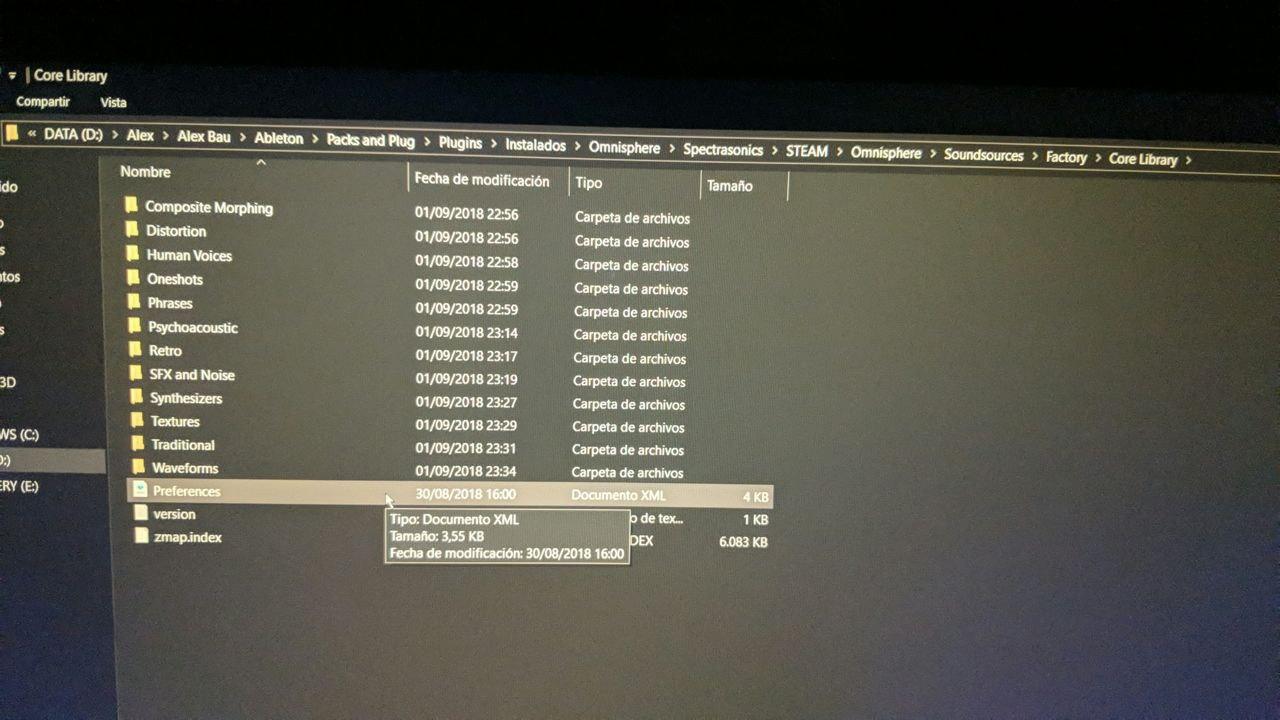 Core Library
Compartir Vista
« DATA (D:) > Alex > Alex Bau > Ableton > Packs and Plug > Plugins > Instalados > Omnisphere > Spectrasonics > STEAM > Omnisphere > Soundsources > Factory > Core Library >
Nombre Fecha de modificación Tipo Tamaño
Composite Morphing 01/09/2018 22:56 Carpeta de archivos
Distortion 01/09/2018 22:56 Carpeta de archivos
Human Voices 01/09/2018 22:58 Carpeta de archivos
Oneshots 01/09/2018 22:59 Carpeta de archivos
Phrases 01/09/2018 22:59 Carpeta de archivos
Psychoacoustic 01/09/2018 23:14 Carpeta de archivos
Retro 01/09/2018 23:17 Carpeta de archivos
SFX and Noise 01/09/2018 23:19 Carpeta de archivos
Synthesizers 01/09/2018 23:27 Carpeta de archivos
Textures 01/09/2018 23:29 Carpeta de archivos
Traditional 01/09/2018 23:31 Carpeta de archivos
Waveforms 01/09/2018 23:34 Carpeta de archivos
Preferences 30/08/2018 16:00 Documento XML 4 KB
version o de tex... 1 KB
zmap.index DEX 6.083 KB
Tipo: Documento XML
Tamaño: 3,55 KB
Fecha de modificación: 30/08/2018 16:00
ido
s
ntos
s
3D
WS (C:)
D:)
ERY (E:)